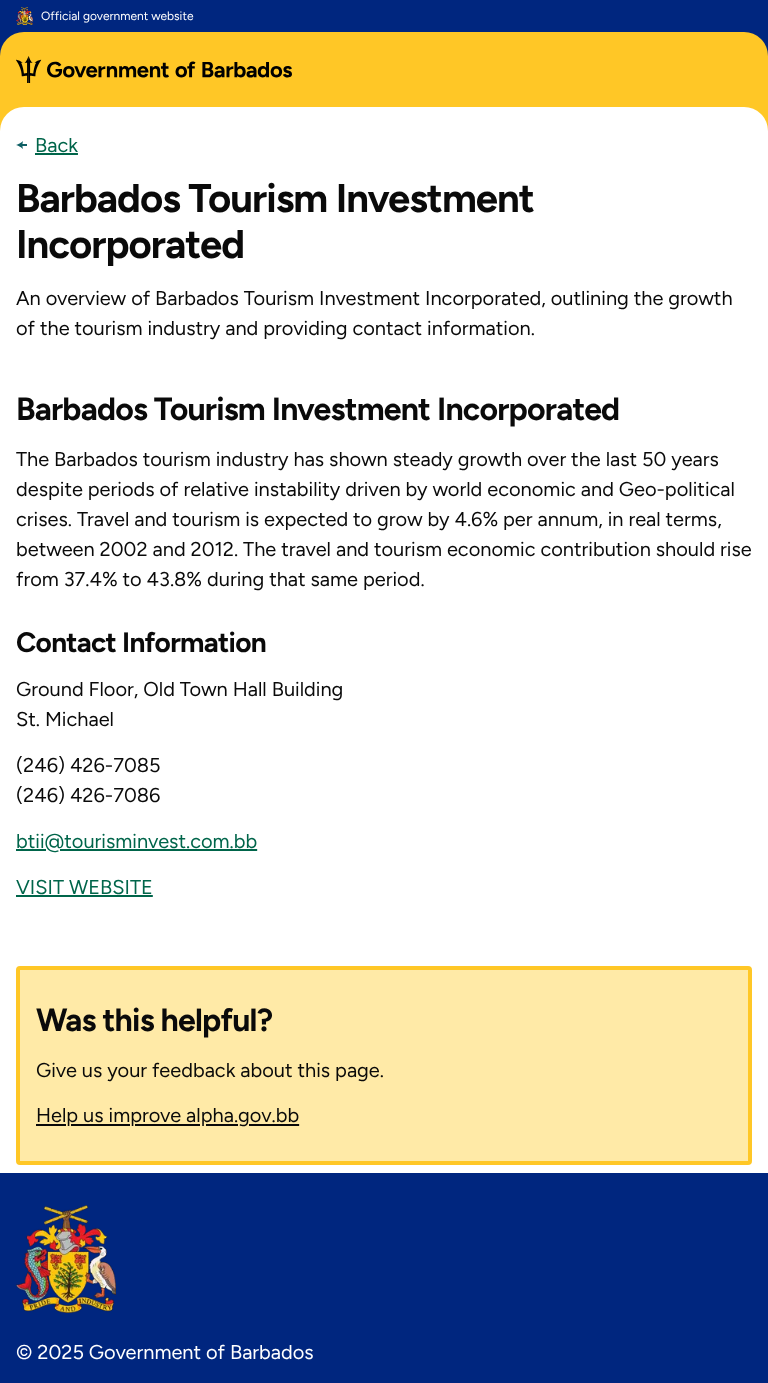 Official government website
Government of Barbados
Back
Barbados Tourism Investment
Incorporated
An overview of Barbados Tourism Investment Incorporated, outlining the growth
of the tourism industry and providing contact information.
Barbados Tourism Investment Incorporated
The Barbados tourism industry has shown steady growth over the last 50 years
despite periods of relative instability driven by world economic and Geo-political
crises. Travel and tourism is expected to grow by 4.6% per annum, in real terms,
between 2002 and 2012. The travel and tourism economic contribution should rise
from 37.4% to 43.8% during that same period.
Contact Information
Ground Floor, Old Town Hall Building
St. Michael
(246) 426-7085
(246) 426-7086
btii@tourisminvest.com.bb
VISIT WEBSITE
Was this helpful?
Give us your feedback about this page.
Help us improve alpha.gov.bb
PRIDE AND INDUSTRY
© 2025 Government of Barbados